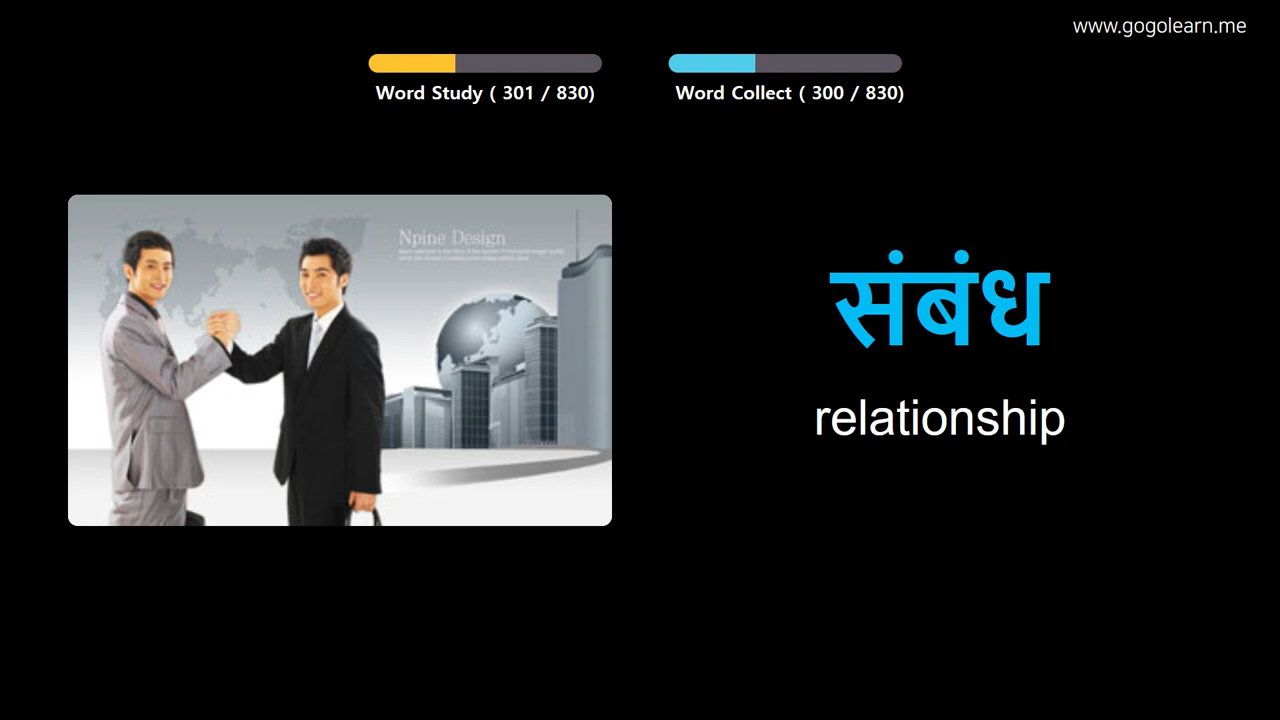 www.gogolearn.me
Word Study ( 301 / 830)
Word Collect ( 300 / 830)
Npine Design
संबंध
relationship